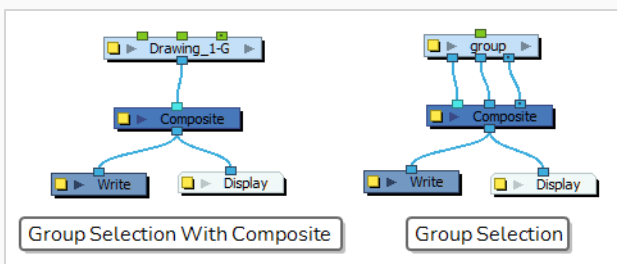 Drawing_1-G
Composite
Write
Display
Group Selection With Composite
group
Composite
Write
Display
Group Selection